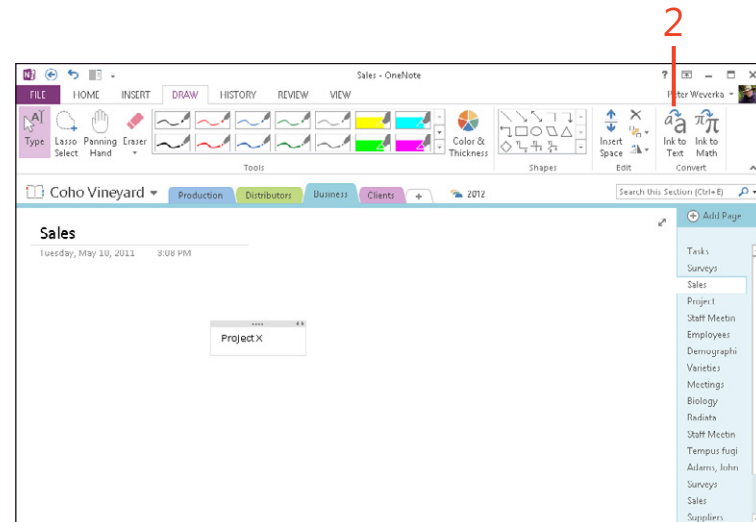 2
Sales - OneNote
FILE HOME INSERT DRAW HISTORY REVIEW VIEW Peter Weverka
Type Lasso Select Panning Hand Eraser Color & Thickness Insert Space Ink to Text Ink to Math
Tools Shapes Edit Convert
Coho Vineyard Production Distributors Business Clients + 2012 Search this Section (Ctrl+E)
Add Page
Sales
Tuesday, May 10, 2011 3:08 PM
ProjectX
Tasks
Surveys
Sales
Project
Staff Meetin
Employees
Demographi
Varieties
Meetings
Biology
Radiata
Staff Meetin
Tempus fugi
Adams, John
Surveys
Sales
Suppliers